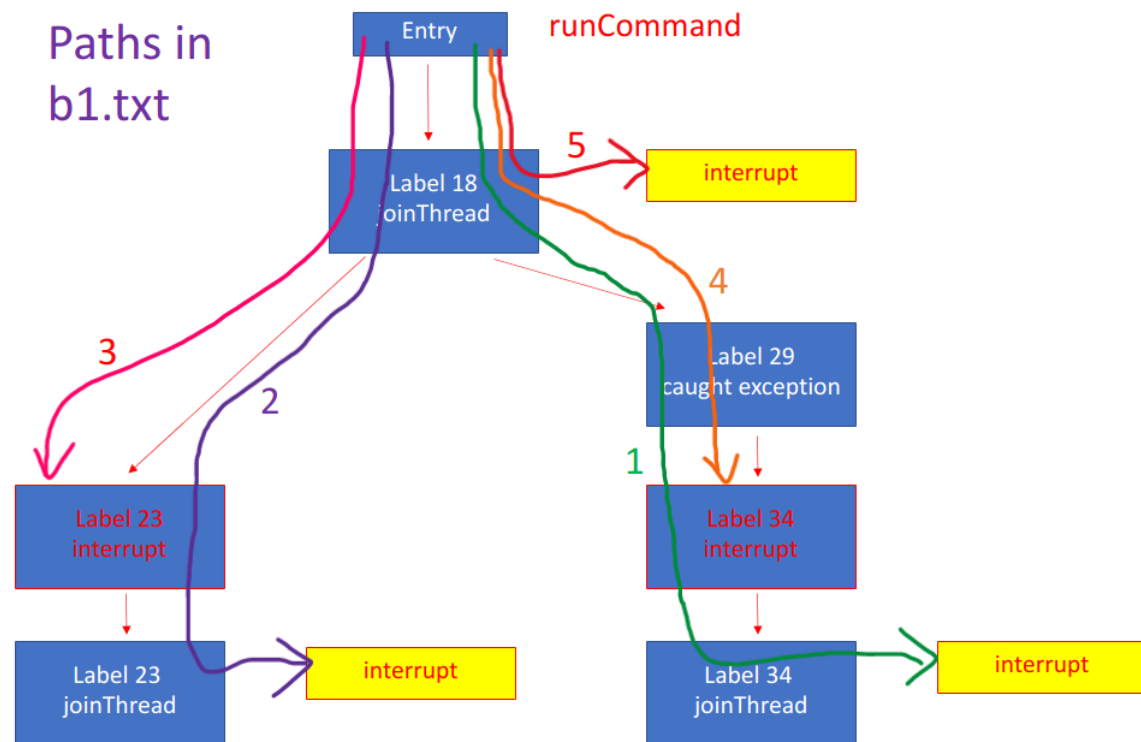 Paths in
b1.txt
Entry
runCommand
5
interrupt
Label 18
joinThread
4
3
2
Label 29
caught exception
1
Label 23
interrupt
Label 34
interrupt
Label 23
joinThread
interrupt
Label 34
joinThread
interrupt